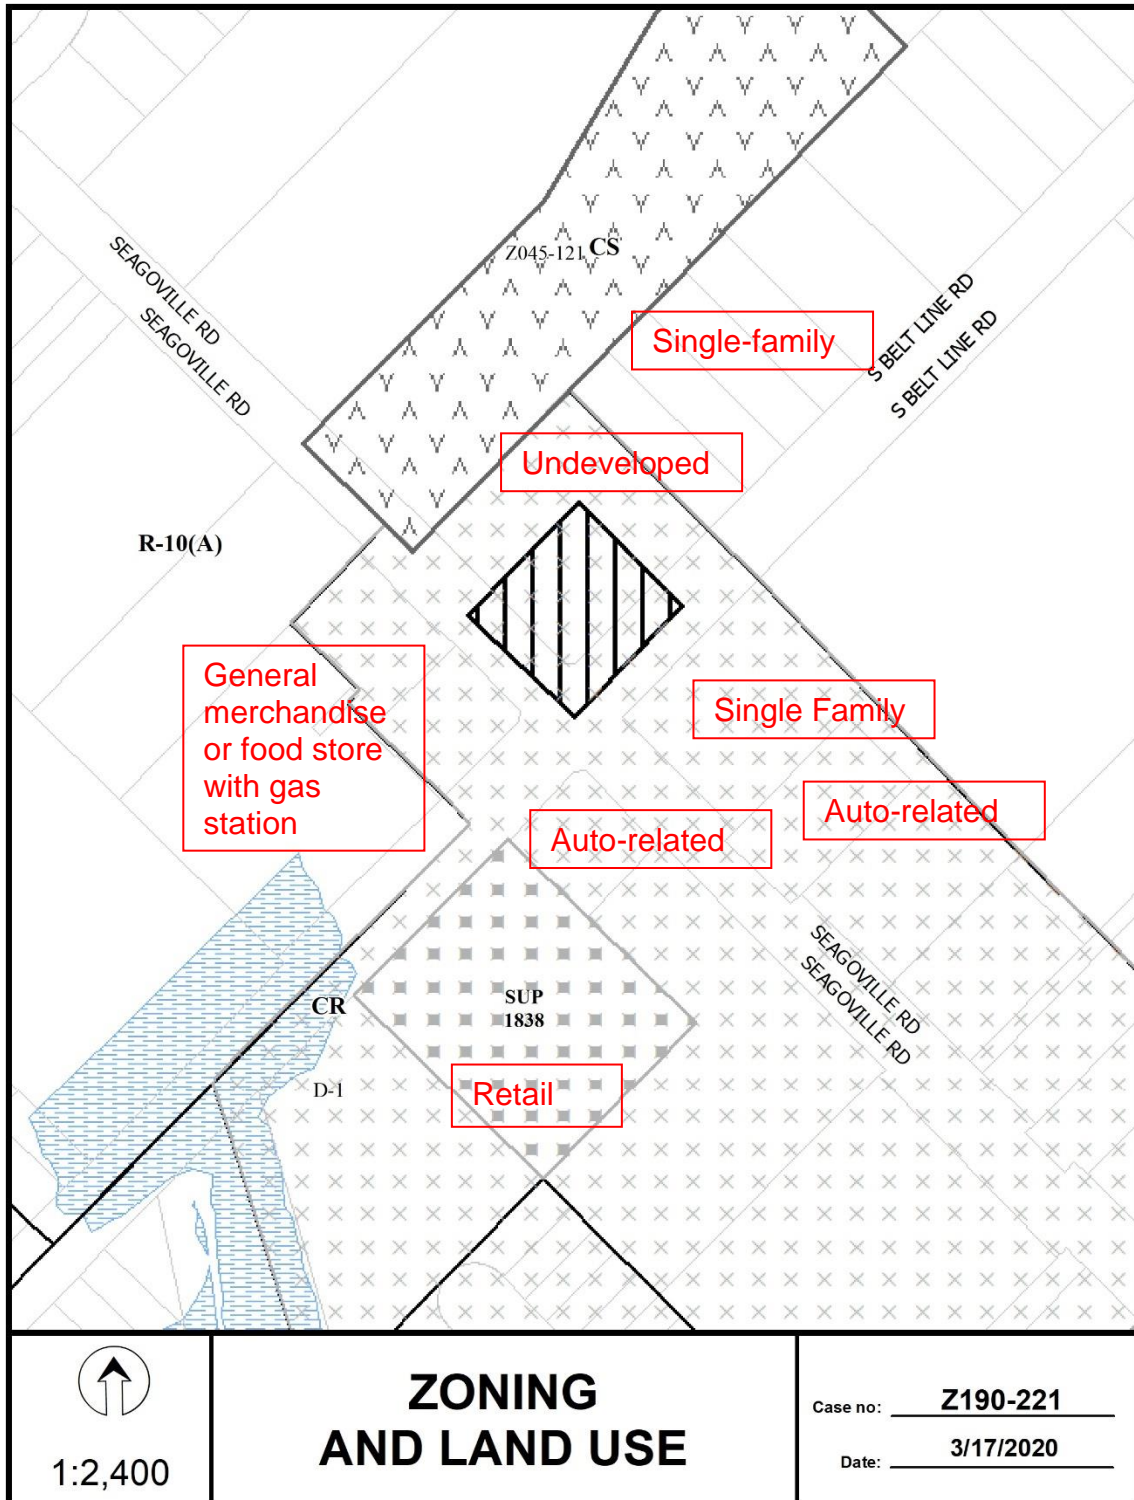 Z045-121 CS
SEAGOVILLE RD
SEAGOVILLE RD
S BELT LINE RD
S BELT LINE RD
Single-family
Undeveloped
R-10(A)
General
merchandise
or food store
with gas
station
Single Family
Auto-related
Auto-related
SEAGOVILLE RD
SEAGOVILLE RD
CR
SUP
1838
D-1
Retail
1:2,400
ZONING
AND LAND USE
Case no: Z190-221
Date: 3/17/2020